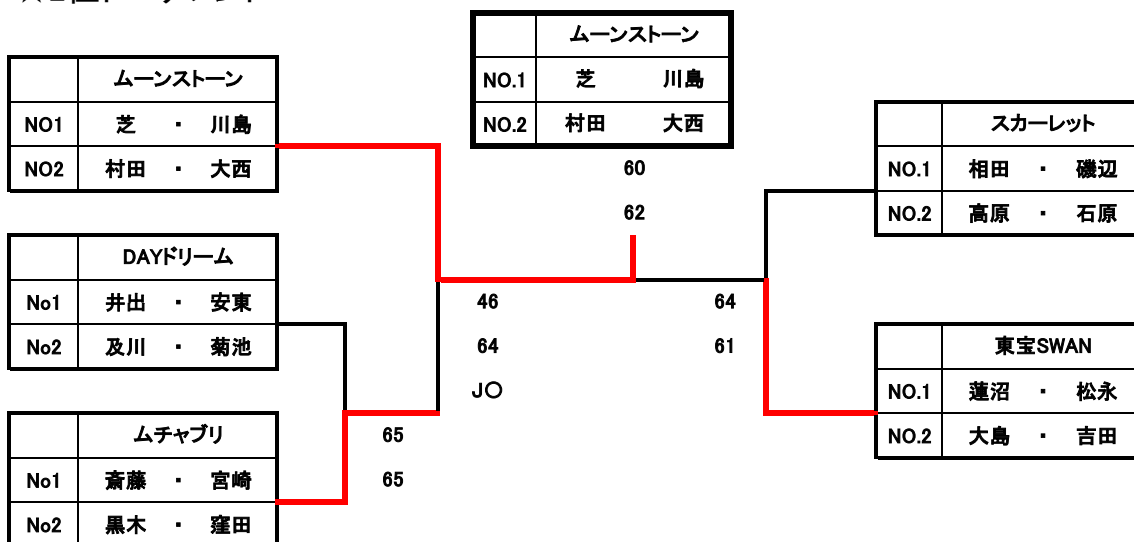 ムーンストーン
NO.1 芝 川島
NO.2 村田 大西
60
62
ムーンストーン
NO1 芝 ・ 川島
NO2 村田 ・ 大西
DAYドリーム
No1 井出 ・ 安東
No2 及川 ・ 菊池
ムチャブリ
No1 斎藤 ・ 宮崎
No2 黒木 ・ 窪田
65
65
46
64
J〇
64
61
スカーレット
NO.1 相田 ・ 磯辺
NO.2 高原 ・ 石原
東宝SWAN
NO.1 蓮沼 ・ 松永
NO.2 大島 ・ 吉田